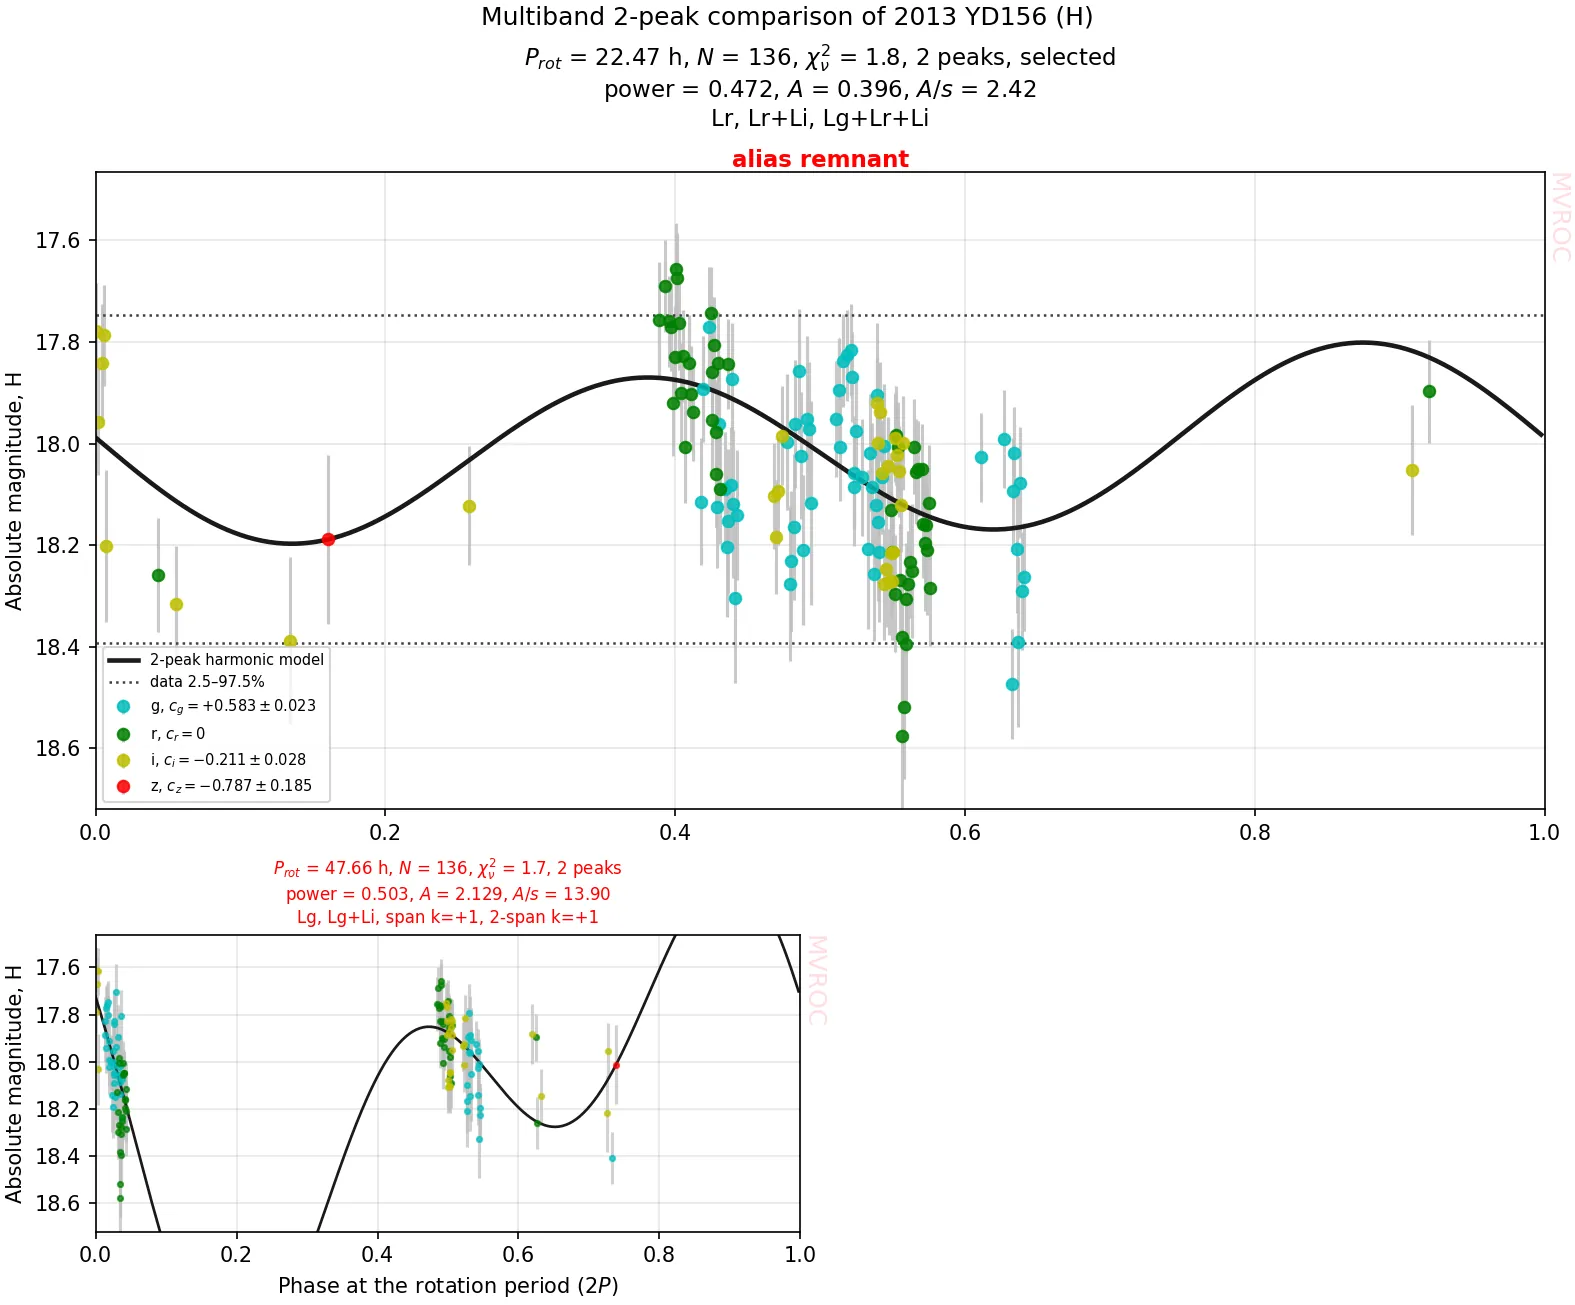 Multiband 2-peak comparison of 2013 YD156 (H)
P_rot = 22.47 h, N = 136, χ²_ν = 1.8, 2 peaks, selected
power = 0.472, A = 0.396, A/s = 2.42
Lr, Lr+Li, Lg+Lr+Li
alias remnant
MVROC
Absolute magnitude, H
17.6
17.8
18.0
18.2
18.4
18.6
2-peak harmonic model
data 2.5–97.5%
g, c_g = +0.583 ± 0.023
r, c_r = 0
i, c_i = −0.211 ± 0.028
z, c_z = −0.787 ± 0.185
0.0 0.2 0.4 0.6 0.8 1.0
P_rot = 47.66 h, N = 136, χ²_ν = 1.7, 2 peaks
power = 0.503, A = 2.129, A/s = 13.90
Lg, Lg+Li, span k=+1, 2-span k=+1
MVROC
Absolute magnitude, H
17.6
17.8
18.0
18.2
18.4
18.6
0.0 0.2 0.4 0.6 0.8 1.0
Phase at the rotation period (2P)